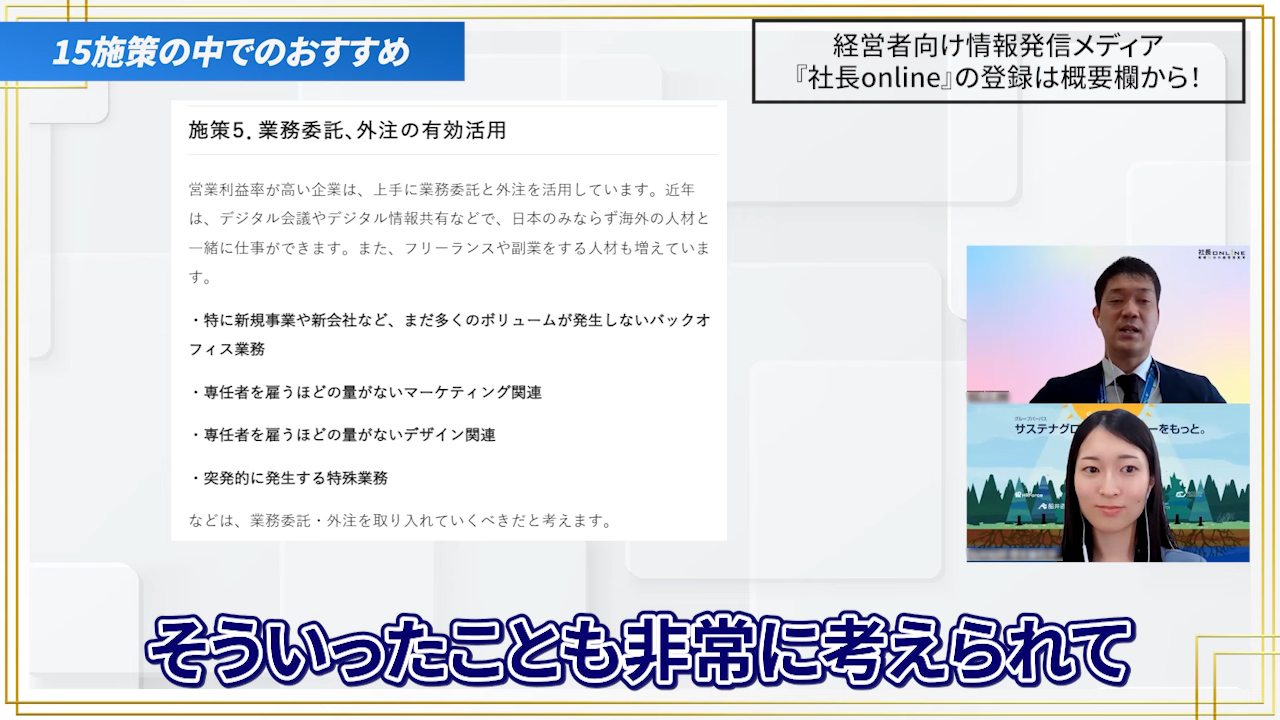 15施策の中でのおすすめ
経営者向け情報発信メディア
『社長online』の登録は概要欄から！
施策5．業務委託、外注の有効活用
営業利益率が高い企業は、上手に業務委託と外注を活用しています。近年
は、デジタル会議やデジタル情報共有などで、日本のみならず海外の人材と
一緒に仕事ができます。また、フリーランスや副業をする人材も増えていま
す。
・特に新規事業や新会社など、まだ多くのボリュームが発生しないバックオ
フィス業務
・専任者を雇うほどの量がないマーケティング関連
・専任者を雇うほどの量がないデザイン関連
・突発的に発生する特殊業務
などは、業務委託・外注を取り入れていくべきだと考えます。
社長ONLINE
グループパーパス
サステナグロ
ーをもっと。
HRForce
船井
そういったことも非常に考えられて